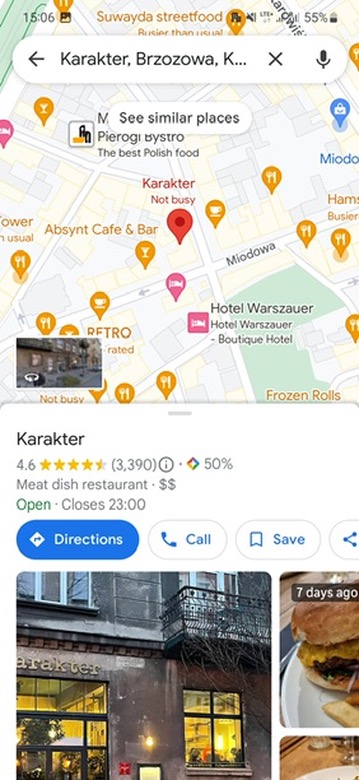 15:06 LTE+ 55%
Suwayda streetfood
Busier than usual
Karakter, Brzozowa, K...
See similar places
M
Pierogi Bystro
The best Polish food
Karakter
Not busy
Miodo
Hams
Busier
ower
n usual
Absynt Cafe & Bar
Miodowa
Hotel Warszauer
Hotel Warszauer
- Boutique Hotel
RETRO
rated
Not busy
Frozen Rolls
Karakter
4.6 (3,390) · 50%
Meat dish restaurant · $$
Open · Closes 23:00
Directions
Call
Save
7 days ago
arakter